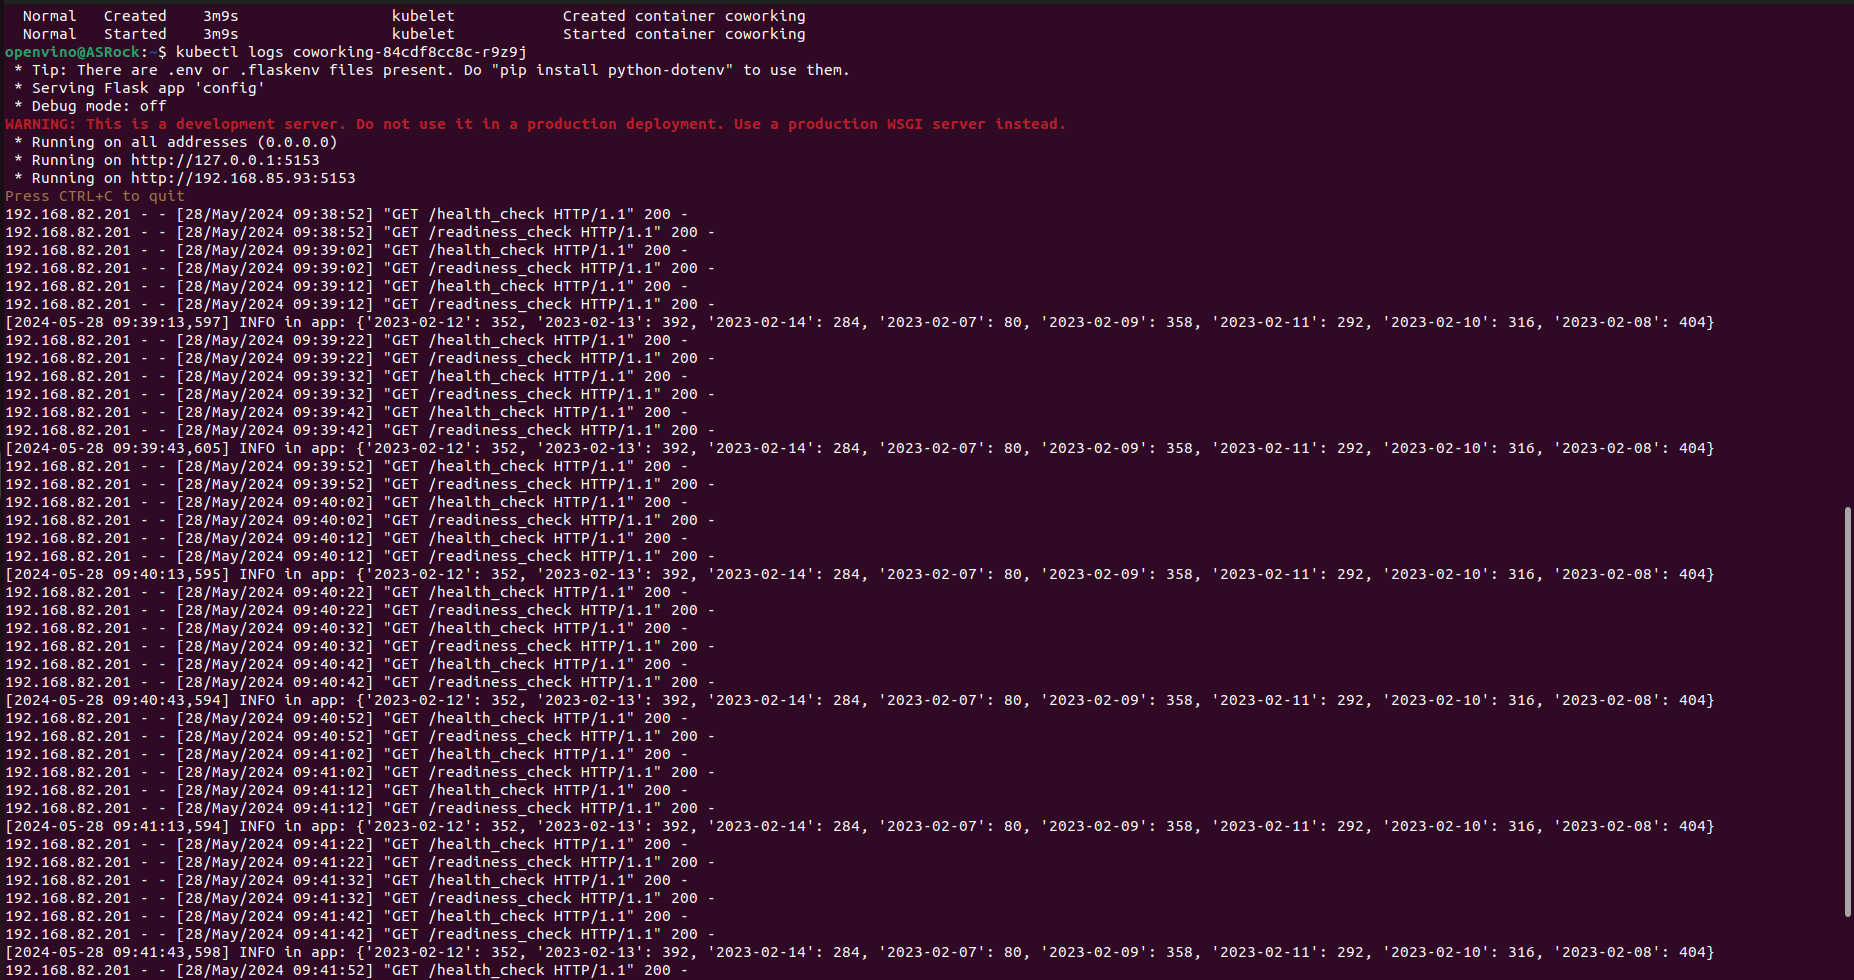 Normal   Created    3m9s                 kubelet            Created container coworking
Normal   Started    3m9s                 kubelet            Started container coworking
openvino@ASRock:~$ kubectl logs coworking-84cdf8cc8c-r9z9j
 * Tip: There are .env or .flaskenv files present. Do "pip install python-dotenv" to use them.
 * Serving Flask app 'config'
 * Debug mode: off
WARNING: This is a development server. Do not use it in a production deployment. Use a production WSGI server instead.
 * Running on all addresses (0.0.0.0)
 * Running on http://127.0.0.1:5153
 * Running on http://192.168.85.93:5153
Press CTRL+C to quit
192.168.82.201 - - [28/May/2024 09:38:52] "GET /health_check HTTP/1.1" 200 -
192.168.82.201 - - [28/May/2024 09:38:52] "GET /readiness_check HTTP/1.1" 200 -
192.168.82.201 - - [28/May/2024 09:39:02] "GET /health_check HTTP/1.1" 200 -
192.168.82.201 - - [28/May/2024 09:39:02] "GET /readiness_check HTTP/1.1" 200 -
192.168.82.201 - - [28/May/2024 09:39:12] "GET /health_check HTTP/1.1" 200 -
192.168.82.201 - - [28/May/2024 09:39:12] "GET /readiness_check HTTP/1.1" 200 -
[2024-05-28 09:39:13,597] INFO in app: {'2023-02-12': 352, '2023-02-13': 392, '2023-02-14': 284, '2023-02-07': 80, '2023-02-09': 358, '2023-02-11': 292, '2023-02-10': 316, '2023-02-08': 404}
192.168.82.201 - - [28/May/2024 09:39:22] "GET /health_check HTTP/1.1" 200 -
192.168.82.201 - - [28/May/2024 09:39:22] "GET /readiness_check HTTP/1.1" 200 -
192.168.82.201 - - [28/May/2024 09:39:32] "GET /health_check HTTP/1.1" 200 -
192.168.82.201 - - [28/May/2024 09:39:32] "GET /readiness_check HTTP/1.1" 200 -
192.168.82.201 - - [28/May/2024 09:39:42] "GET /health_check HTTP/1.1" 200 -
192.168.82.201 - - [28/May/2024 09:39:42] "GET /readiness_check HTTP/1.1" 200 -
[2024-05-28 09:39:43,605] INFO in app: {'2023-02-12': 352, '2023-02-13': 392, '2023-02-14': 284, '2023-02-07': 80, '2023-02-09': 358, '2023-02-11': 292, '2023-02-10': 316, '2023-02-08': 404}
192.168.82.201 - - [28/May/2024 09:39:52] "GET /health_check HTTP/1.1" 200 -
192.168.82.201 - - [28/May/2024 09:39:52] "GET /readiness_check HTTP/1.1" 200 -
192.168.82.201 - - [28/May/2024 09:40:02] "GET /health_check HTTP/1.1" 200 -
192.168.82.201 - - [28/May/2024 09:40:02] "GET /readiness_check HTTP/1.1" 200 -
192.168.82.201 - - [28/May/2024 09:40:12] "GET /health_check HTTP/1.1" 200 -
192.168.82.201 - - [28/May/2024 09:40:12] "GET /readiness_check HTTP/1.1" 200 -
[2024-05-28 09:40:13,595] INFO in app: {'2023-02-12': 352, '2023-02-13': 392, '2023-02-14': 284, '2023-02-07': 80, '2023-02-09': 358, '2023-02-11': 292, '2023-02-10': 316, '2023-02-08': 404}
192.168.82.201 - - [28/May/2024 09:40:22] "GET /health_check HTTP/1.1" 200 -
192.168.82.201 - - [28/May/2024 09:40:22] "GET /readiness_check HTTP/1.1" 200 -
192.168.82.201 - - [28/May/2024 09:40:32] "GET /health_check HTTP/1.1" 200 -
192.168.82.201 - - [28/May/2024 09:40:32] "GET /readiness_check HTTP/1.1" 200 -
192.168.82.201 - - [28/May/2024 09:40:42] "GET /health_check HTTP/1.1" 200 -
192.168.82.201 - - [28/May/2024 09:40:42] "GET /readiness_check HTTP/1.1" 200 -
[2024-05-28 09:40:43,594] INFO in app: {'2023-02-12': 352, '2023-02-13': 392, '2023-02-14': 284, '2023-02-07': 80, '2023-02-09': 358, '2023-02-11': 292, '2023-02-10': 316, '2023-02-08': 404}
192.168.82.201 - - [28/May/2024 09:40:52] "GET /health_check HTTP/1.1" 200 -
192.168.82.201 - - [28/May/2024 09:40:52] "GET /readiness_check HTTP/1.1" 200 -
192.168.82.201 - - [28/May/2024 09:41:02] "GET /health_check HTTP/1.1" 200 -
192.168.82.201 - - [28/May/2024 09:41:02] "GET /readiness_check HTTP/1.1" 200 -
192.168.82.201 - - [28/May/2024 09:41:12] "GET /health_check HTTP/1.1" 200 -
192.168.82.201 - - [28/May/2024 09:41:12] "GET /readiness_check HTTP/1.1" 200 -
[2024-05-28 09:41:13,594] INFO in app: {'2023-02-12': 352, '2023-02-13': 392, '2023-02-14': 284, '2023-02-07': 80, '2023-02-09': 358, '2023-02-11': 292, '2023-02-10': 316, '2023-02-08': 404}
192.168.82.201 - - [28/May/2024 09:41:22] "GET /health_check HTTP/1.1" 200 -
192.168.82.201 - - [28/May/2024 09:41:22] "GET /readiness_check HTTP/1.1" 200 -
192.168.82.201 - - [28/May/2024 09:41:32] "GET /health_check HTTP/1.1" 200 -
192.168.82.201 - - [28/May/2024 09:41:32] "GET /readiness_check HTTP/1.1" 200 -
192.168.82.201 - - [28/May/2024 09:41:42] "GET /health_check HTTP/1.1" 200 -
192.168.82.201 - - [28/May/2024 09:41:42] "GET /readiness_check HTTP/1.1" 200 -
[2024-05-28 09:41:43,598] INFO in app: {'2023-02-12': 352, '2023-02-13': 392, '2023-02-14': 284, '2023-02-07': 80, '2023-02-09': 358, '2023-02-11': 292, '2023-02-10': 316, '2023-02-08': 404}
192.168.82.201 - - [28/May/2024 09:41:52] "GET /health_check HTTP/1.1" 200 -